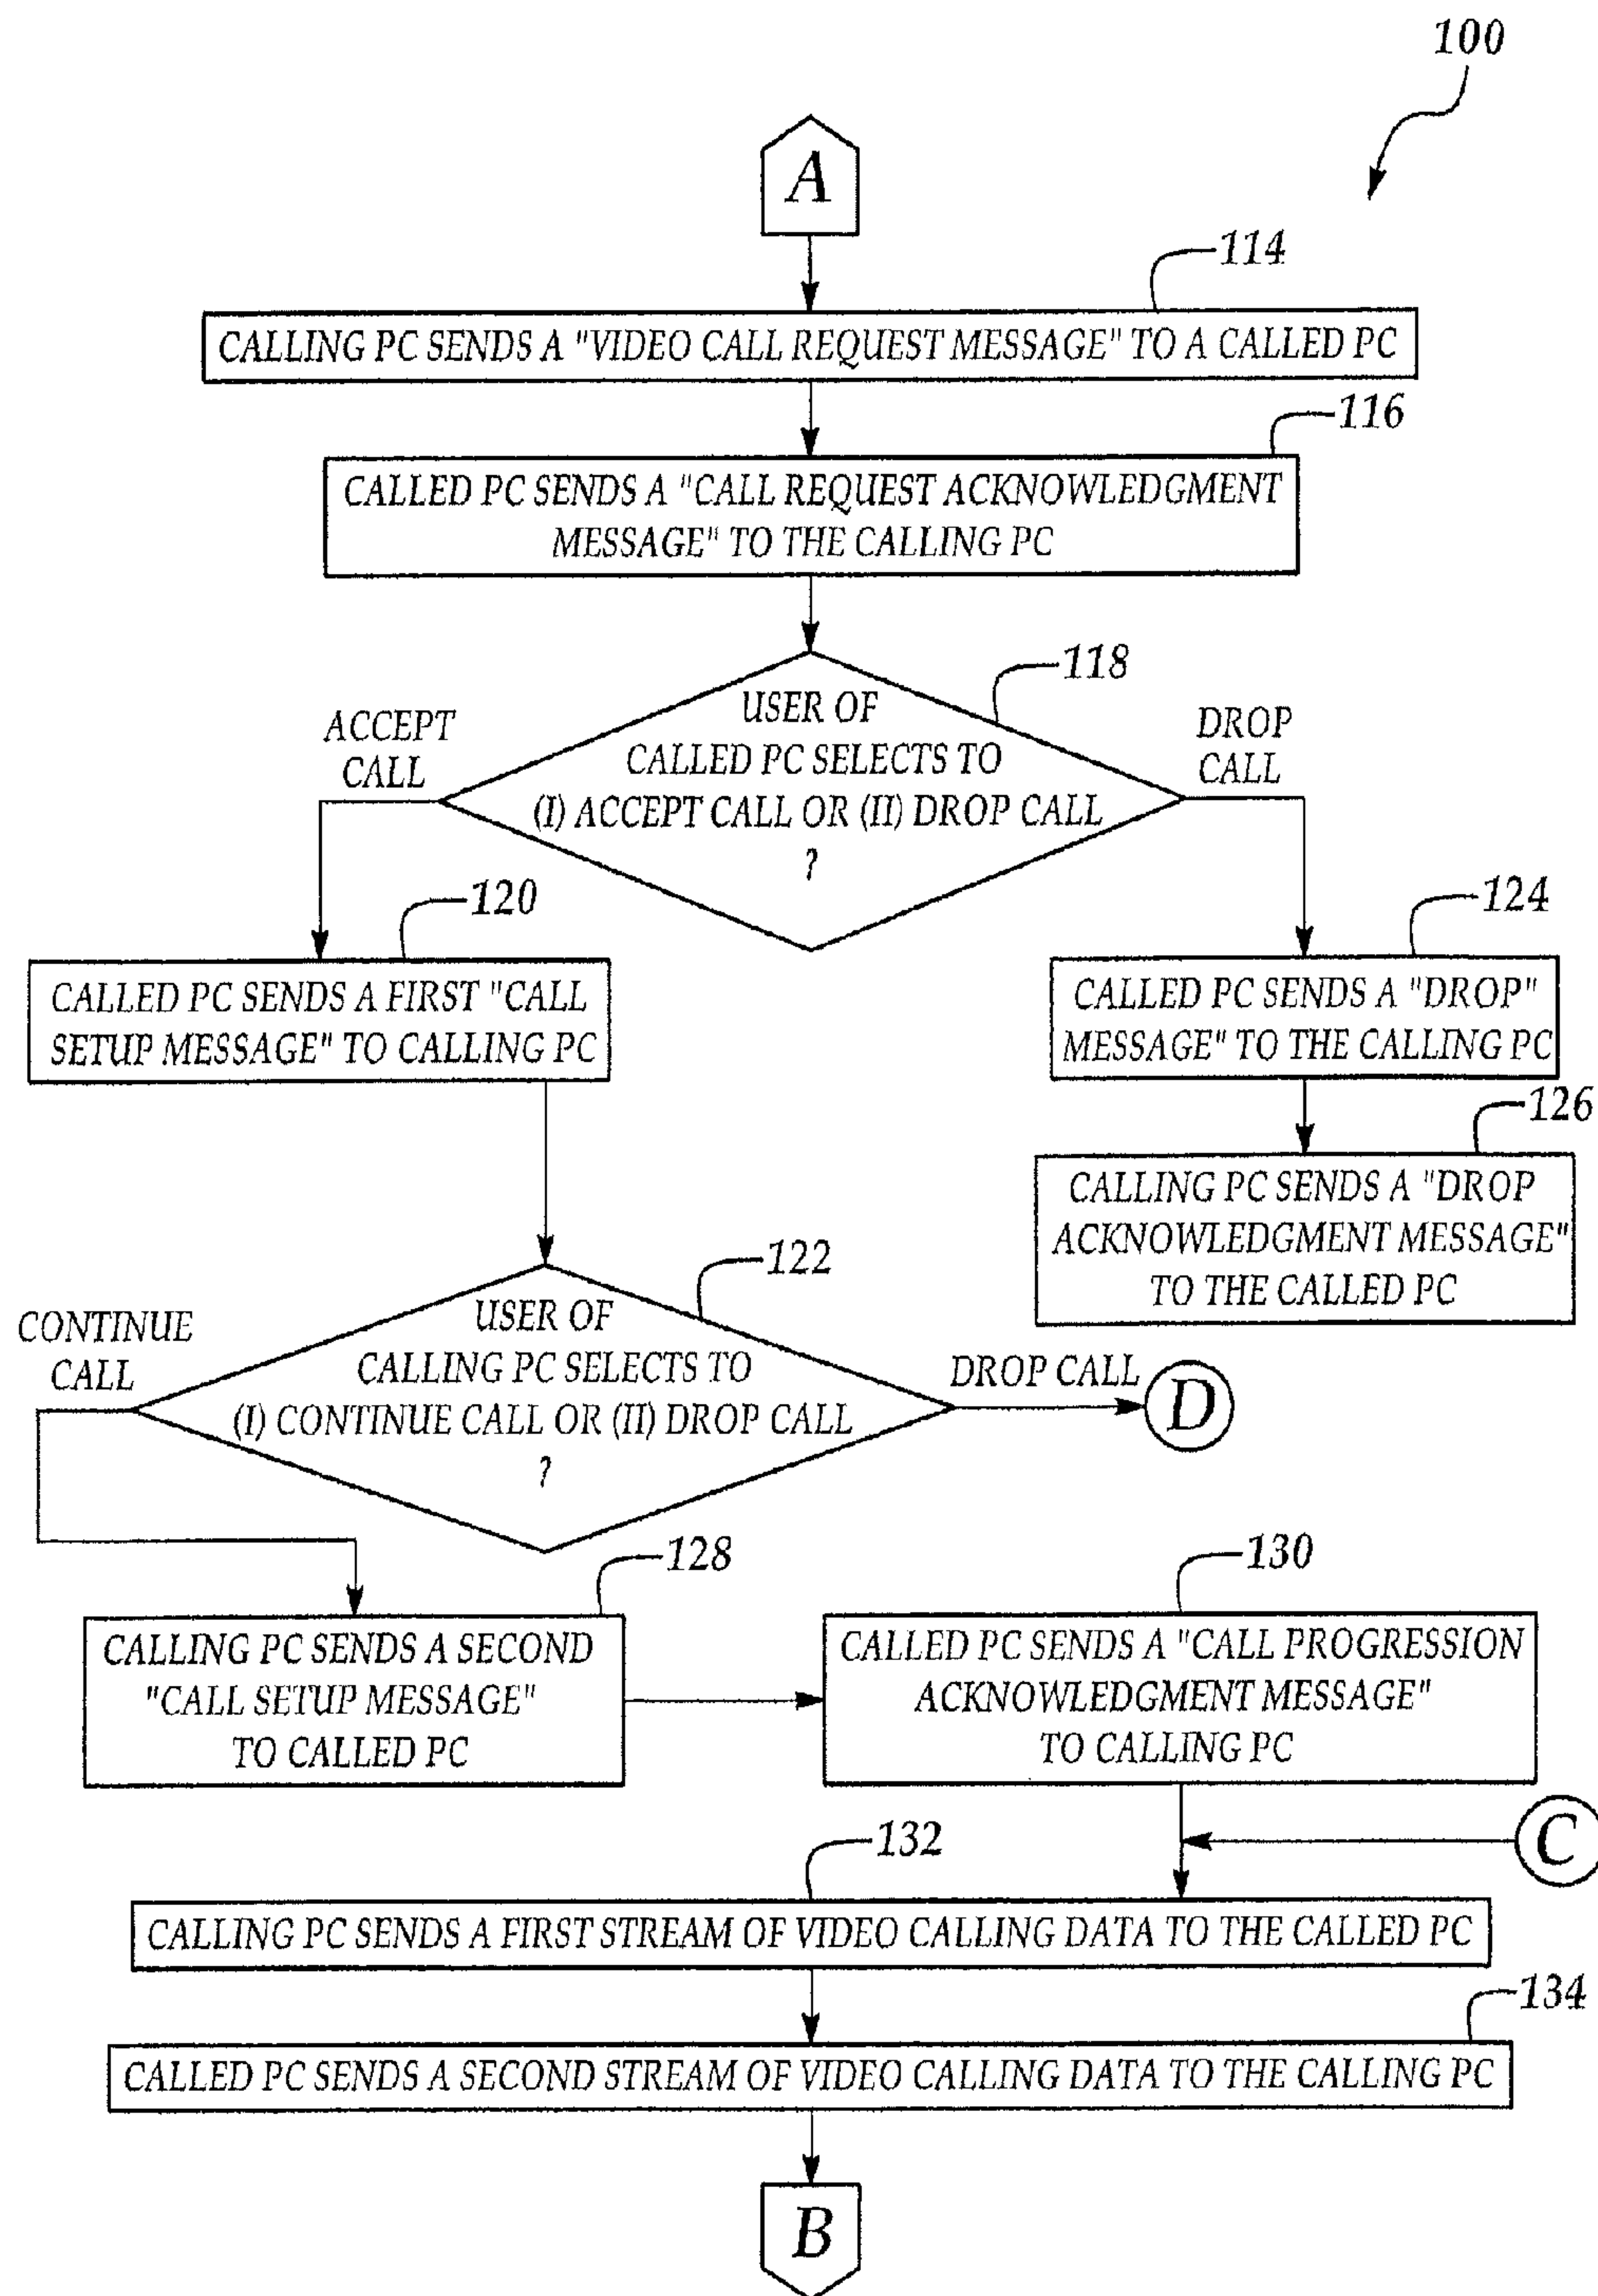 100
A
114
CALLING PC SENDS A "VIDEO CALL REQUEST MESSAGE" TO A CALLED PC
116
CALLED PC SENDS A "CALL REQUEST ACKNOWLEDGMENT
MESSAGE" TO THE CALLING PC
118
USER OF
CALLED PC SELECTS TO
(I) ACCEPT CALL OR (II) DROP CALL
?
ACCEPT
CALL
DROP
CALL
120
CALLED PC SENDS A FIRST "CALL
SETUP MESSAGE" TO CALLING PC
124
CALLED PC SENDS A "DROP"
MESSAGE" TO THE CALLING PC
126
CALLING PC SENDS A "DROP
ACKNOWLEDGMENT MESSAGE"
TO THE CALLED PC
122
USER OF
CALLING PC SELECTS TO
(I) CONTINUE CALL OR (II) DROP CALL
?
CONTINUE
CALL
DROP CALL
D
128
CALLING PC SENDS A SECOND
"CALL SETUP MESSAGE"
TO CALLED PC
130
CALLED PC SENDS A "CALL PROGRESSION
ACKNOWLEDGMENT MESSAGE"
TO CALLING PC
C
132
CALLING PC SENDS A FIRST STREAM OF VIDEO CALLING DATA TO THE CALLED PC
134
CALLED PC SENDS A SECOND STREAM OF VIDEO CALLING DATA TO THE CALLING PC
B